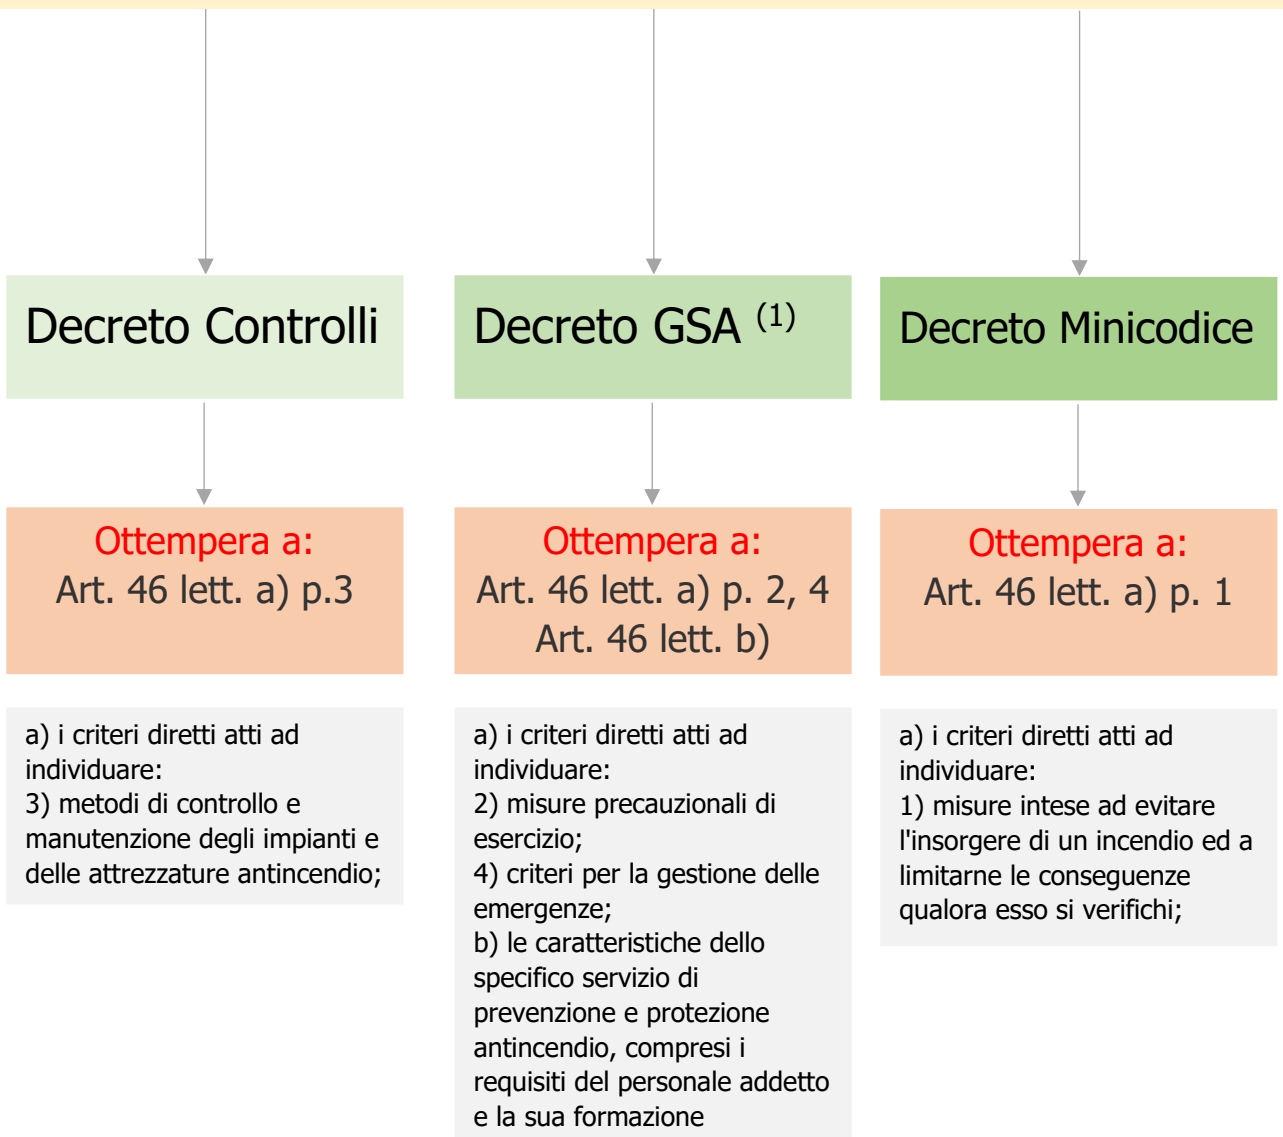 Decreto Controlli
Ottempera a:
Art. 46 lett. a) p.3
a) i criteri diretti atti ad
individuare:
3) metodi di controllo e
manutenzione degli impianti e
delle attrezzature antincendio;
Decreto GSA (1)
Ottempera a:
Art. 46 lett. a) p. 2, 4
Art. 46 lett. b)
a) i criteri diretti atti ad
individuare:
2) misure precauzionali di
esercizio;
4) criteri per la gestione delle
emergenze;
b) le caratteristiche dello
specifico servizio di
prevenzione e protezione
antincendio, compresi i
requisiti del personale addetto
e la sua formazione
Decreto Minicodice
Ottempera a:
Art. 46 lett. a) p. 1
a) i criteri diretti atti ad
individuare:
1) misure intese ad evitare
l'insorgere di un incendio ed a
limitarne le conseguenze
qualora esso si verifichi;